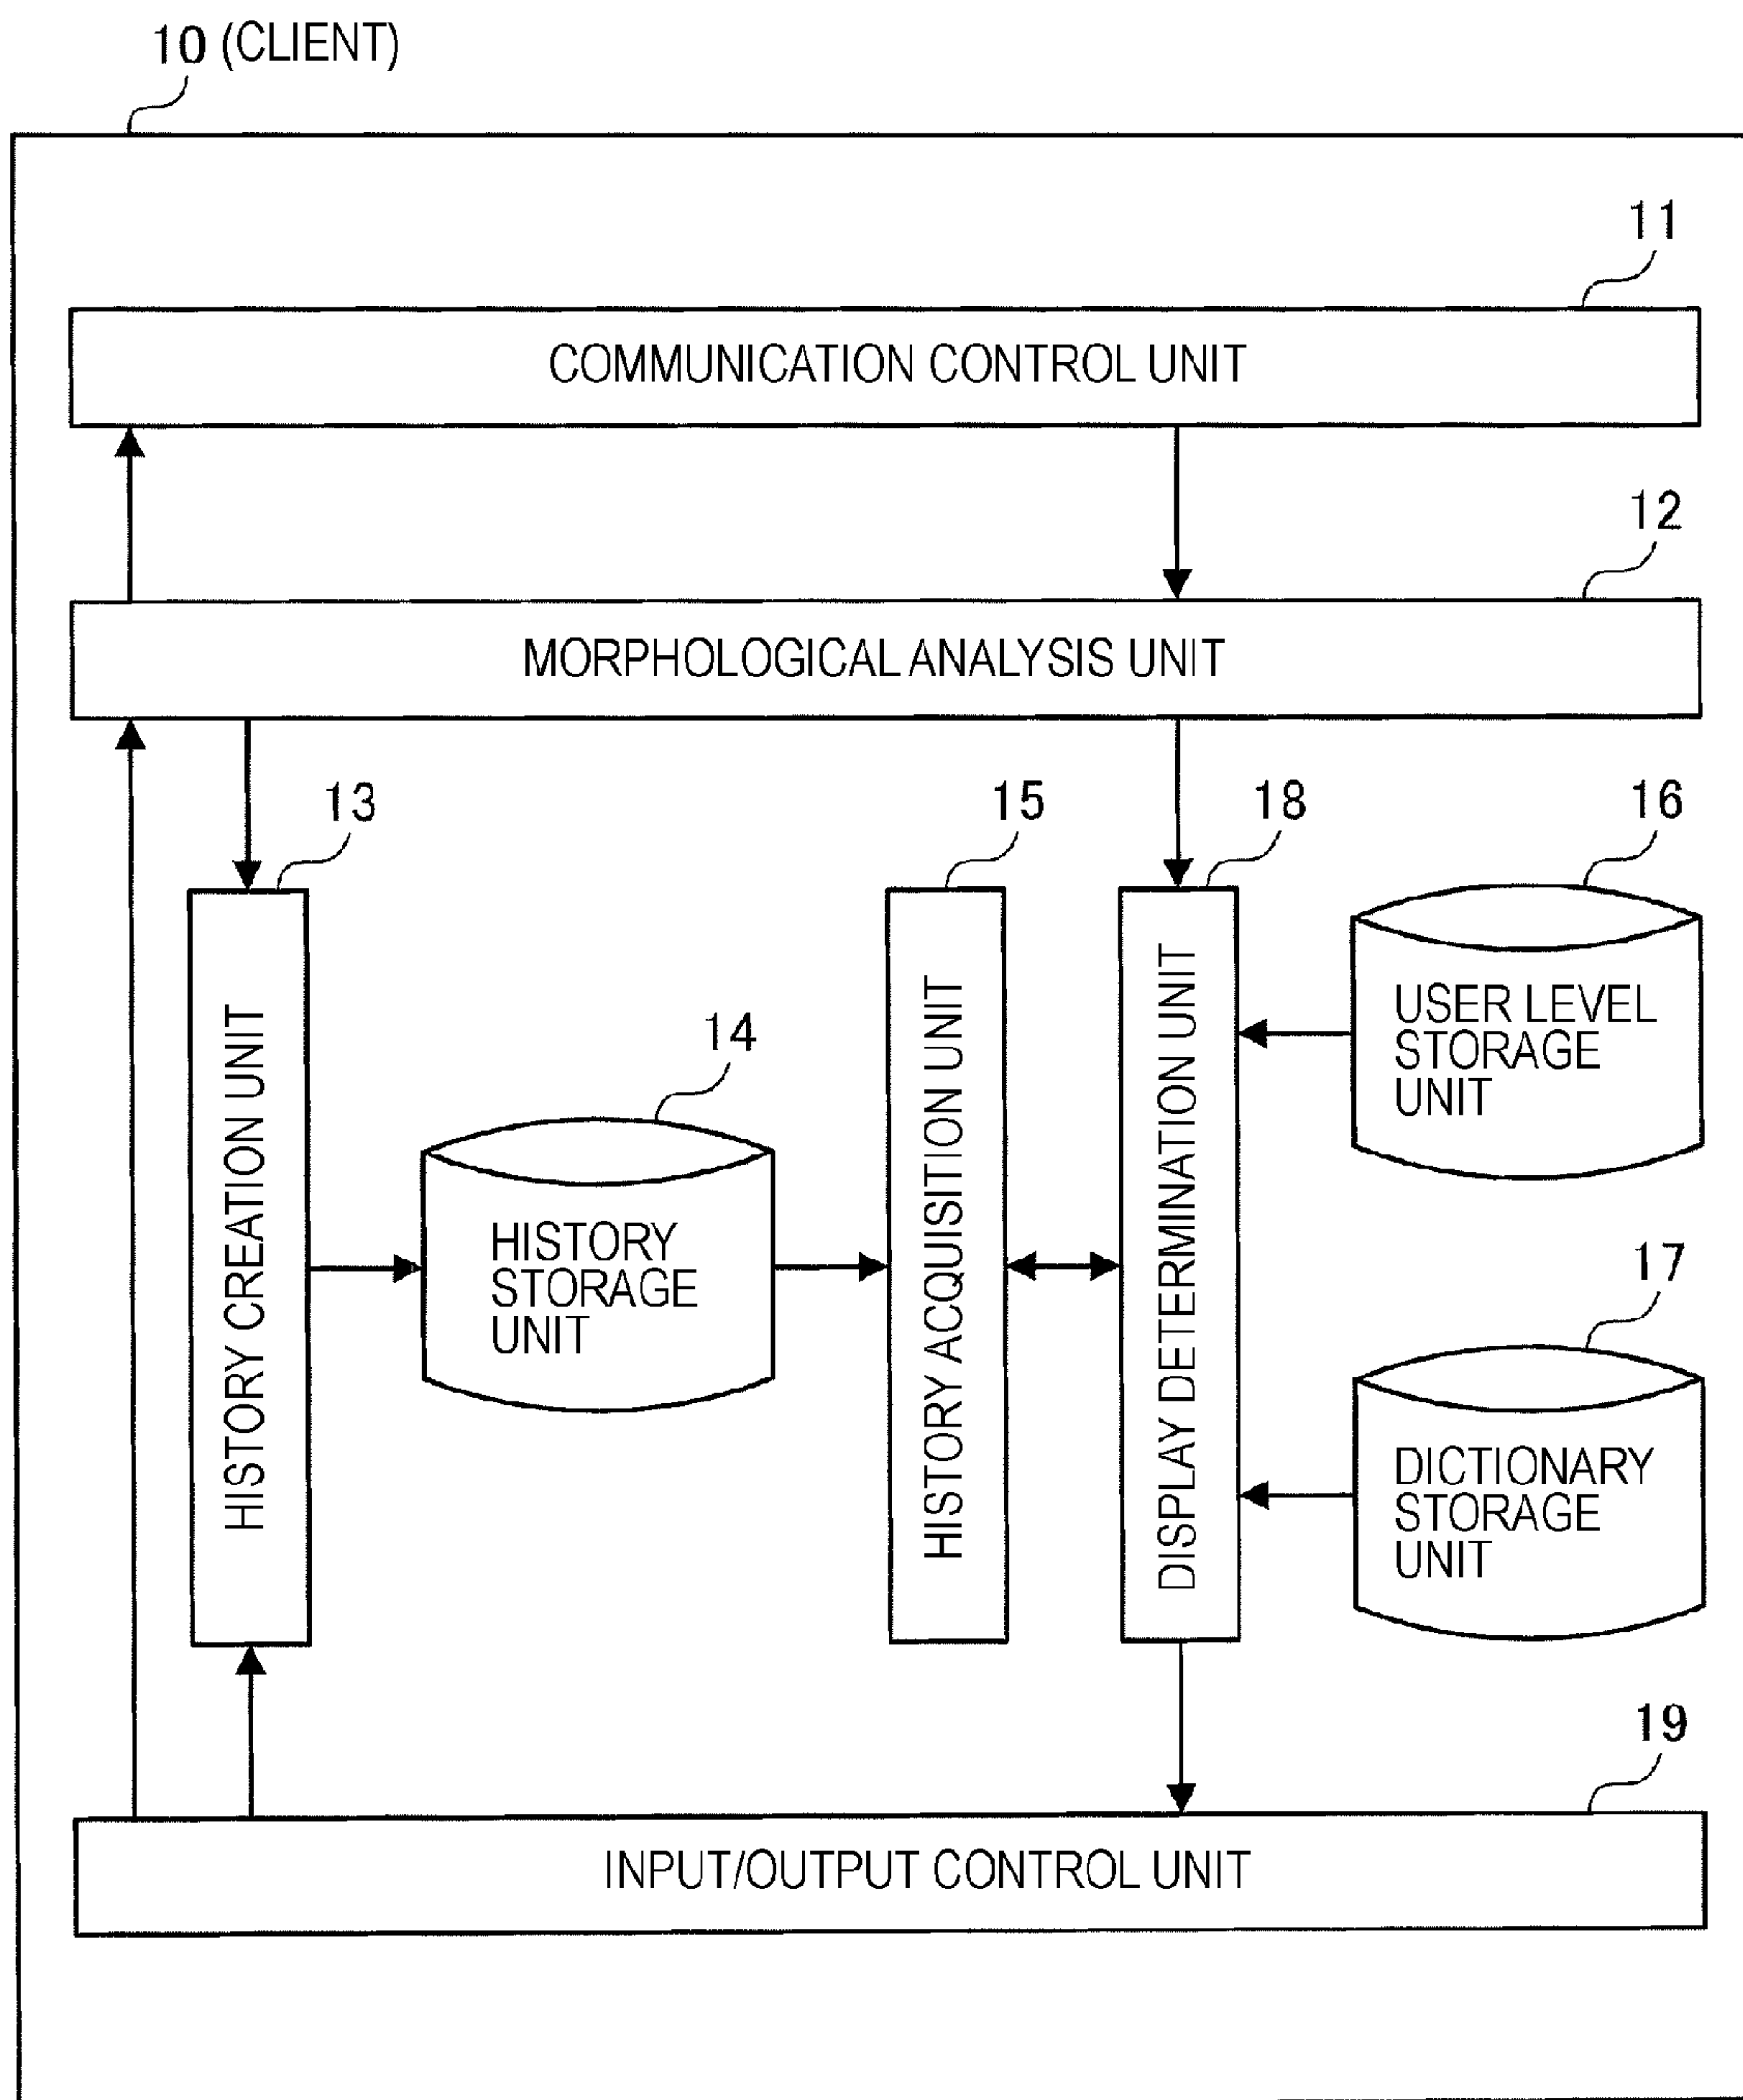 10 (CLIENT)
11
COMMUNICATION CONTROL UNIT
12
MORPHOLOGICAL ANALYSIS UNIT
13
HISTORY CREATION UNIT
14
HISTORY
STORAGE
UNIT
15
HISTORY ACQUISITION UNIT
18
DISPLAY DETERMINATION UNIT
16
USER LEVEL
STORAGE
UNIT
17
DICTIONARY
STORAGE
UNIT
19
INPUT/OUTPUT CONTROL UNIT